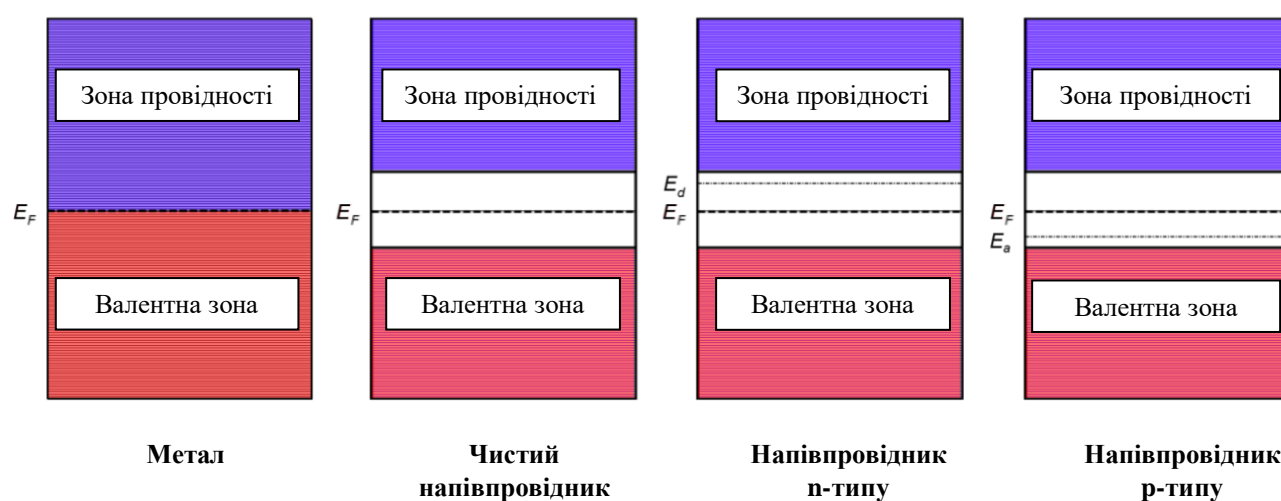 Зона провідності
Зона провідності
Зона провідності
Зона провідності
E_d
E_F
E_F
E_F
E_F
E_a
Валентна зона
Валентна зона
Валентна зона
Валентна зона
Метал
Чистий
напівпровідник
Напівпровідник
n-типу
Напівпровідник
p-типу